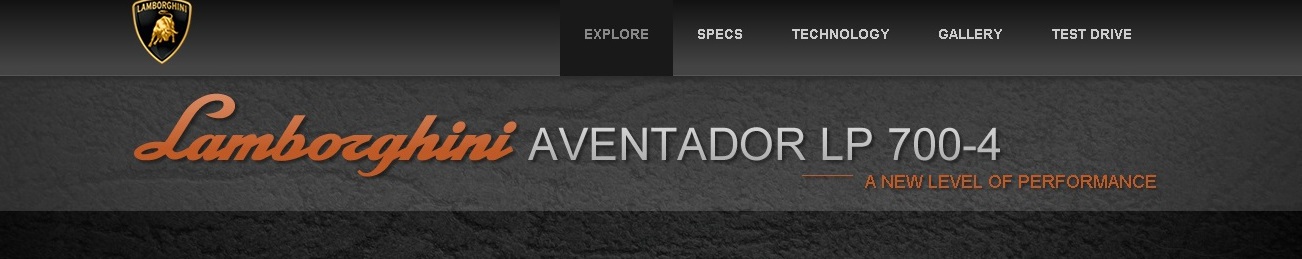 LAMBORGHINI
EXPLORE SPECS TECHNOLOGY GALLERY TEST DRIVE
Lamborghini AVENTADOR LP 700-4
A NEW LEVEL OF PERFORMANCE